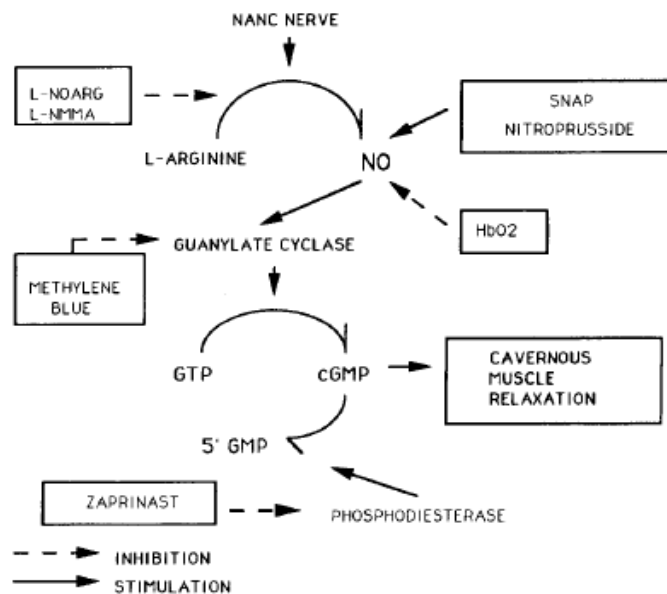 NANC NERVE
L-NOARG
L-NMMA
SNAP
NITROPRUSSIDE
L-ARGININE
NO
HbO2
GUANYLATE CYCLASE
METHYLENE
BLUE
GTP
cGMP
CAVERNOUS
MUSCLE
RELAXATION
5' GMP
ZAPRINAST
PHOSPHODIESTERASE
INHIBITION
STIMULATION